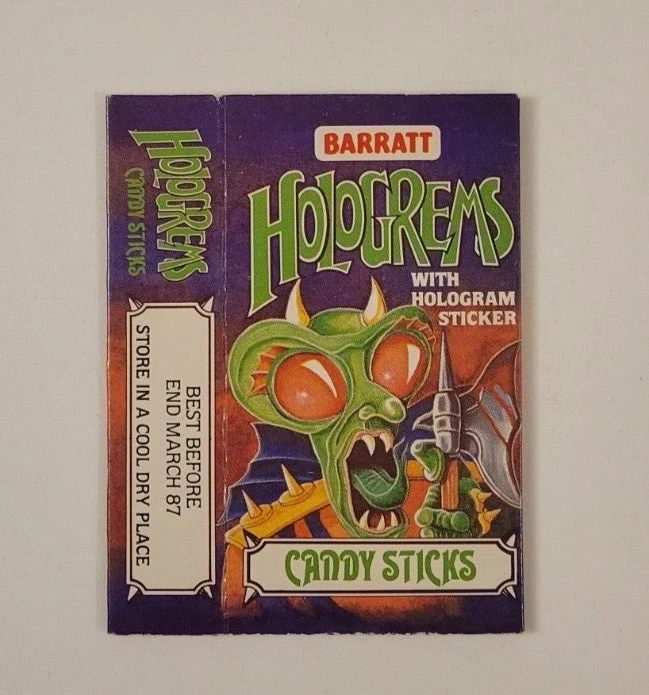 BARRATT
HOLOGREMS
WITH
HOLOGRAM
STICKER
CANDY STICKS
HOLOGREMS
CANDY STICKS
BEST BEFORE
END MARCH 87
STORE IN A COOL DRY PLACE